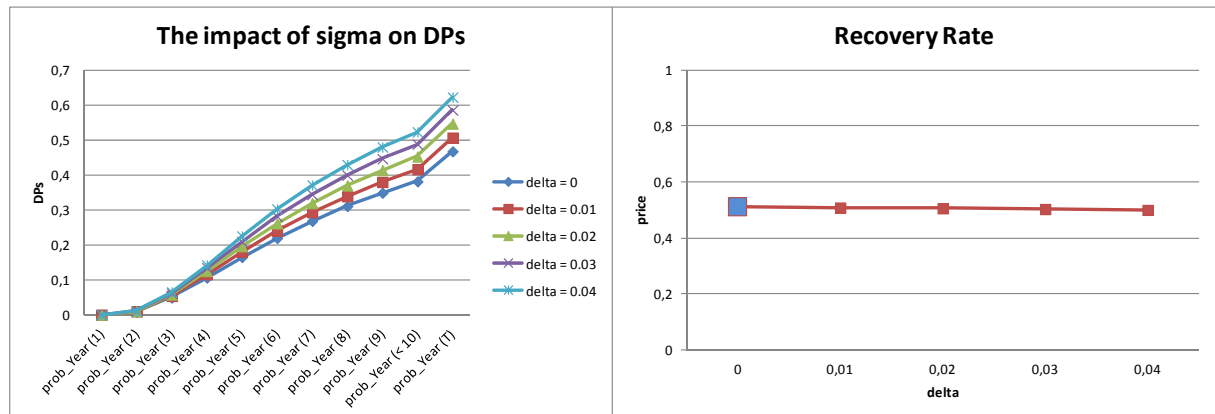 The impact of sigma on DPs
DPs
0,7
0,6
0,5
0,4
0,3
0,2
0,1
0
prob_Year (1)
prob_Year (2)
prob_Year (3)
prob_Year (4)
prob_Year (5)
prob_Year (6)
prob_Year (7)
prob_Year (8)
prob_Year (9)
prob_Year (< 10)
prob_Year (T)
delta = 0
delta = 0.01
delta = 0.02
delta = 0.03
delta = 0.04
Recovery Rate
price
1
0,8
0,6
0,4
0,2
0
0 0,01 0,02 0,03 0,04
delta